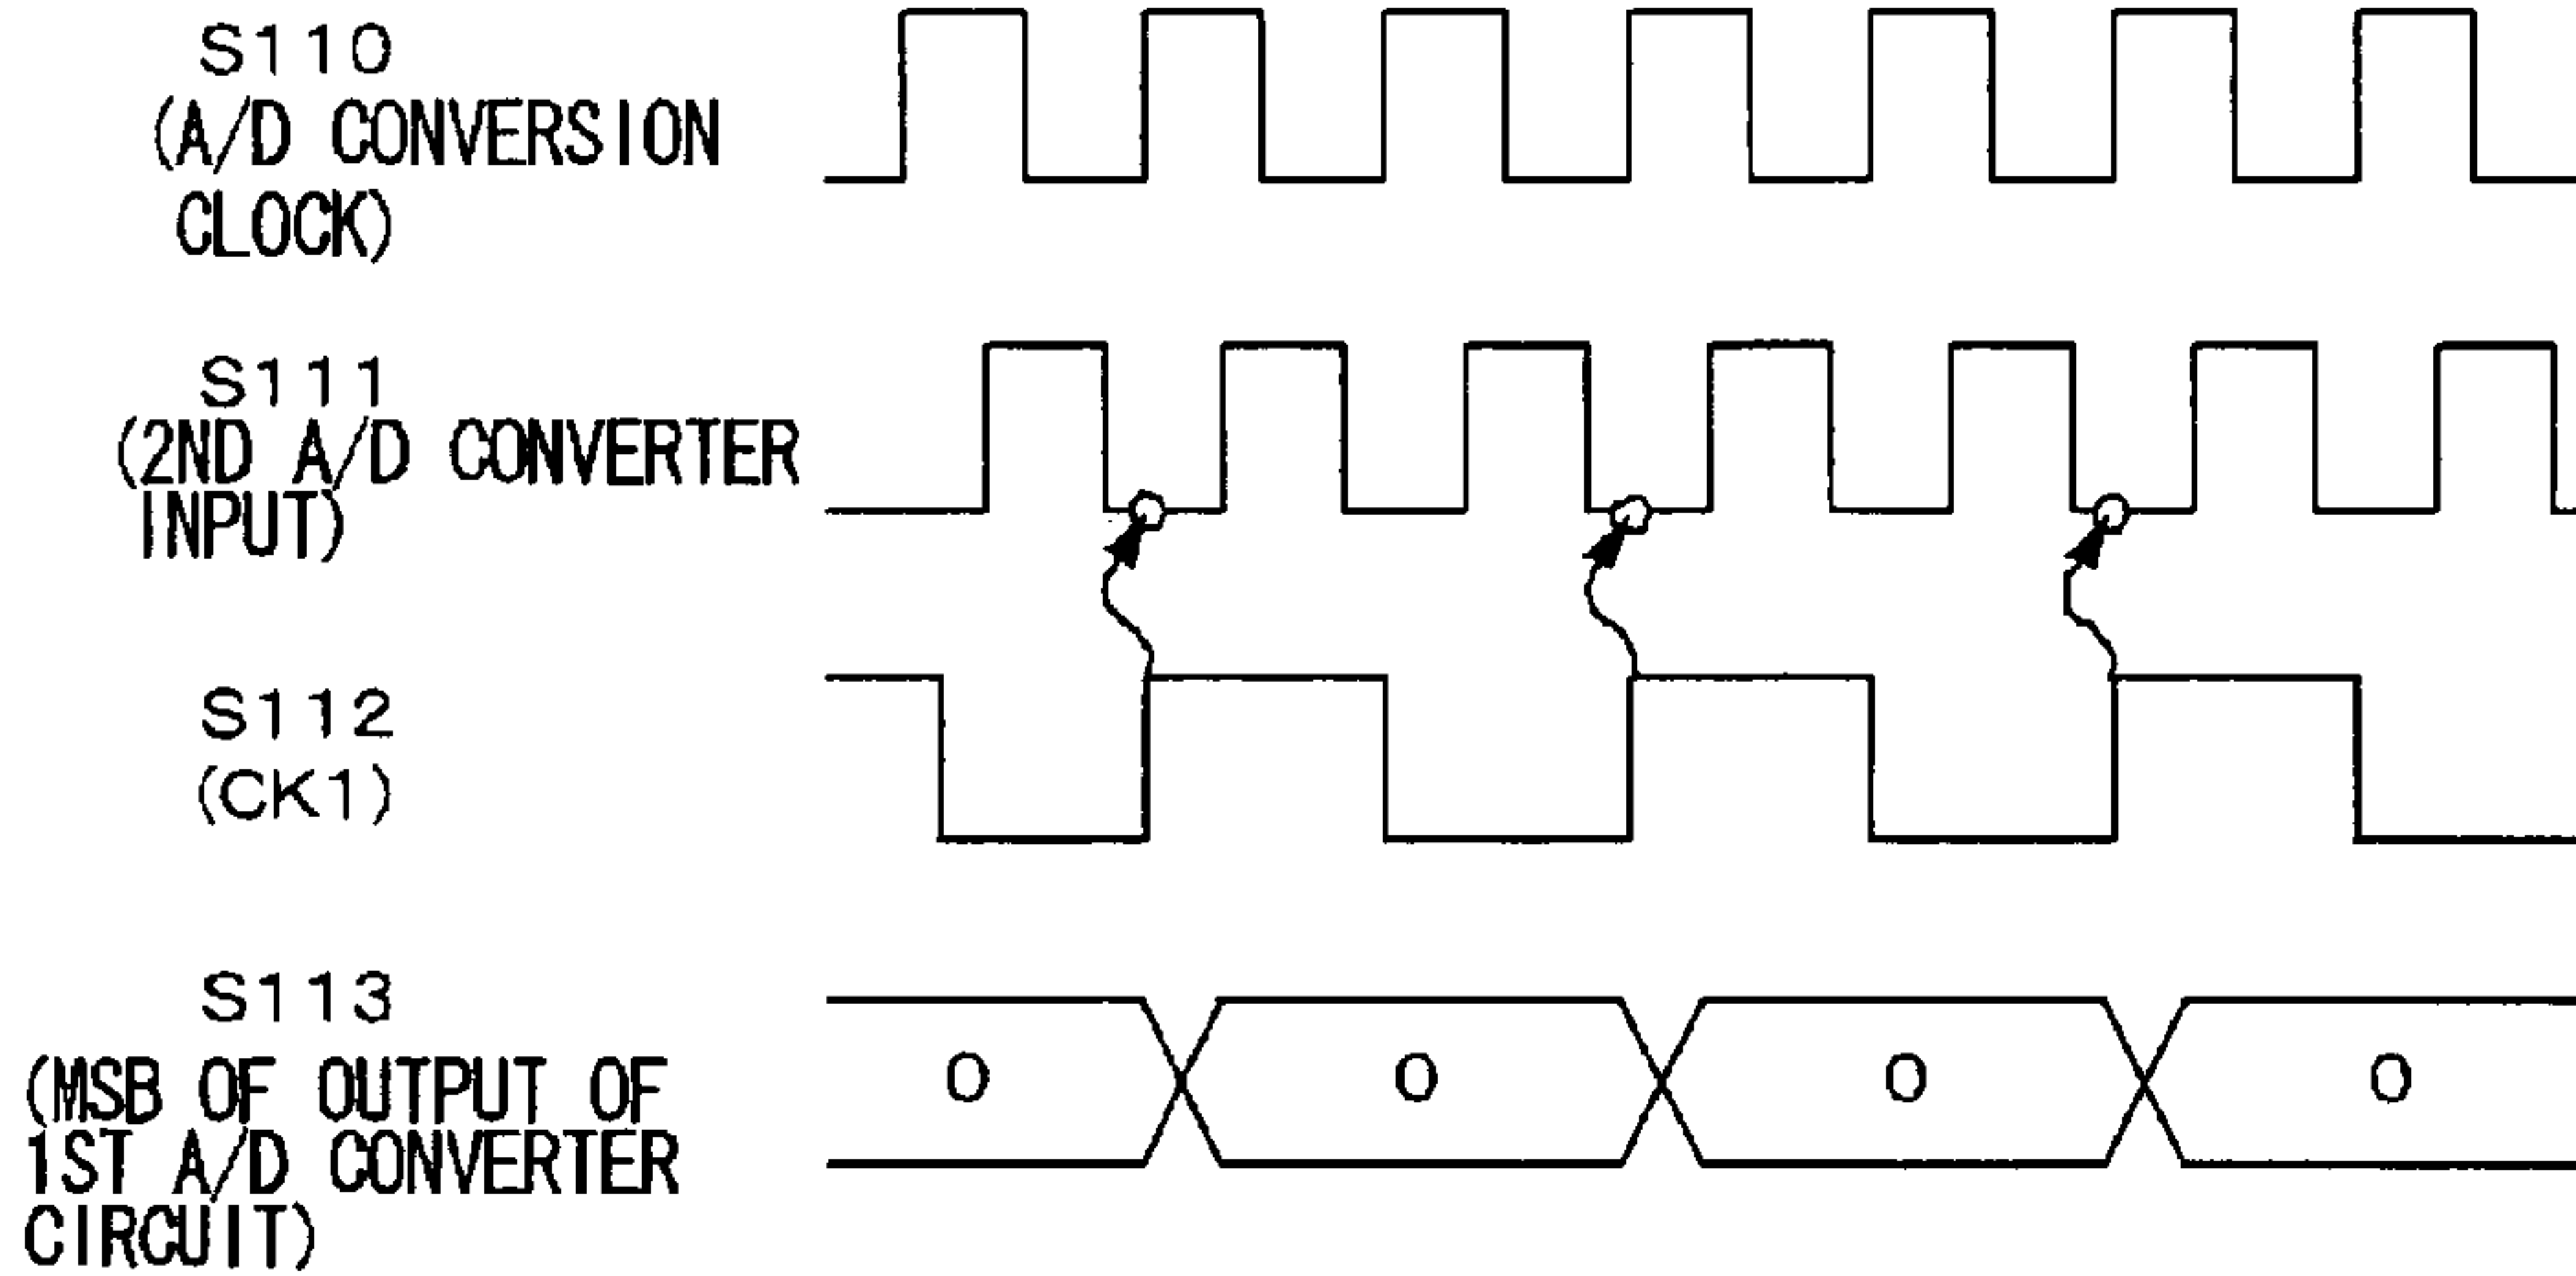 S110
(A/D CONVERSION
CLOCK)
S111
(2ND A/D CONVERTER
INPUT)
S112
(CK1)
S113
(MSB OF OUTPUT OF
1ST A/D CONVERTER
CIRCUIT)
0 0 0 0